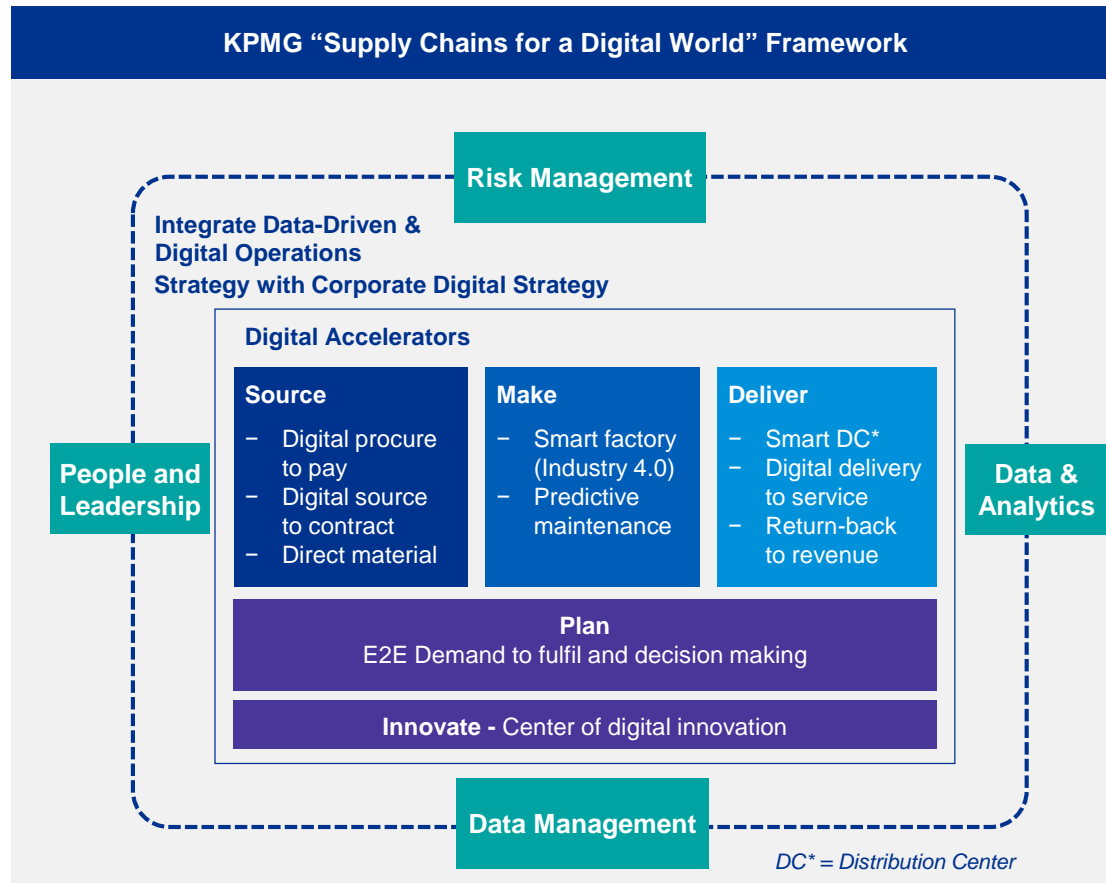 KPMG “Supply Chains for a Digital World” Framework
Risk Management
Integrate Data-Driven &
Digital Operations
Strategy with Corporate Digital Strategy
Digital Accelerators
Source
− Digital procure
to pay
− Digital source
to contract
− Direct material
Make
− Smart factory
(Industry 4.0)
− Predictive
maintenance
Deliver
− Smart DC*
− Digital delivery
to service
− Return-back
to revenue
People and
Leadership
Data &
Analytics
Plan
E2E Demand to fulfil and decision making
Innovate - Center of digital innovation
Data Management
DC* = Distribution Center